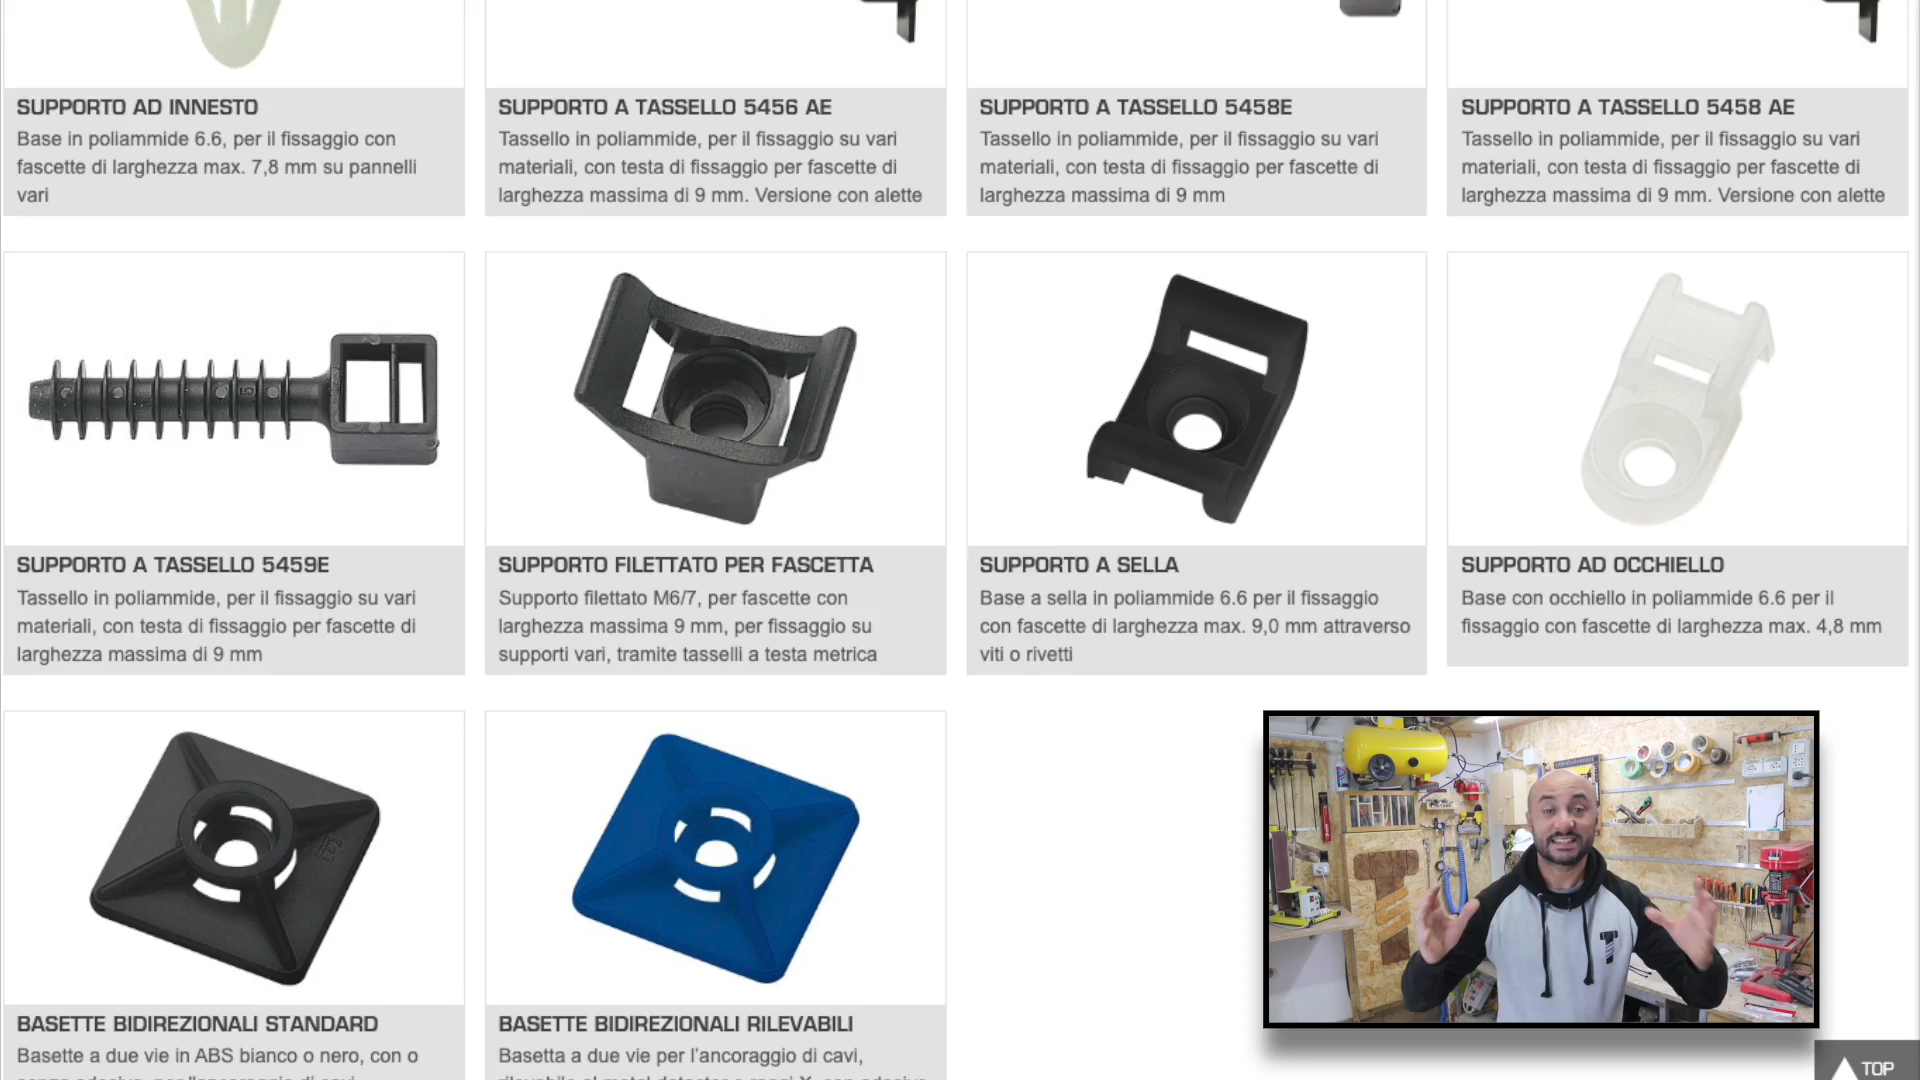 SUPPORTO AD INNESTO
Base in poliammide 6.6, per il fissaggio con
fascette di larghezza max. 7,8 mm su pannelli
vari
SUPPORTO A TASSELLO 5456 AE
Tassello in poliammide, per il fissaggio su vari
materiali, con testa di fissaggio per fascette di
larghezza massima di 9 mm. Versione con alette
SUPPORTO A TASSELLO 5458E
Tassello in poliammide, per il fissaggio su vari
materiali, con testa di fissaggio per fascette di
larghezza massima di 9 mm
SUPPORTO A TASSELLO 5458 AE
Tassello in poliammide, per il fissaggio su vari
materiali, con testa di fissaggio per fascette di
larghezza massima di 9 mm. Versione con alette
SUPPORTO A TASSELLO 5459E
Tassello in poliammide, per il fissaggio su vari
materiali, con testa di fissaggio per fascette di
larghezza massima di 9 mm
SUPPORTO FILETTATO PER FASCETTA
Supporto filettato M6/7, per fascette con
larghezza massima 9 mm, per fissaggio su
supporti vari, tramite tasselli a testa metrica
SUPPORTO A SELLA
Base a sella in poliammide 6.6 per il fissaggio
con fascette di larghezza max. 9,0 mm attraverso
viti o rivetti
SUPPORTO AD OCCHIELLO
Base con occhiello in poliammide 6.6 per il
fissaggio con fascette di larghezza max. 4,8 mm
BASETTE BIDIREZIONALI STANDARD
Basette a due vie in ABS bianco o nero, con o
BASETTE BIDIREZIONALI RILEVABILI
Basetta a due vie per l'ancoraggio di cavi,
TOP